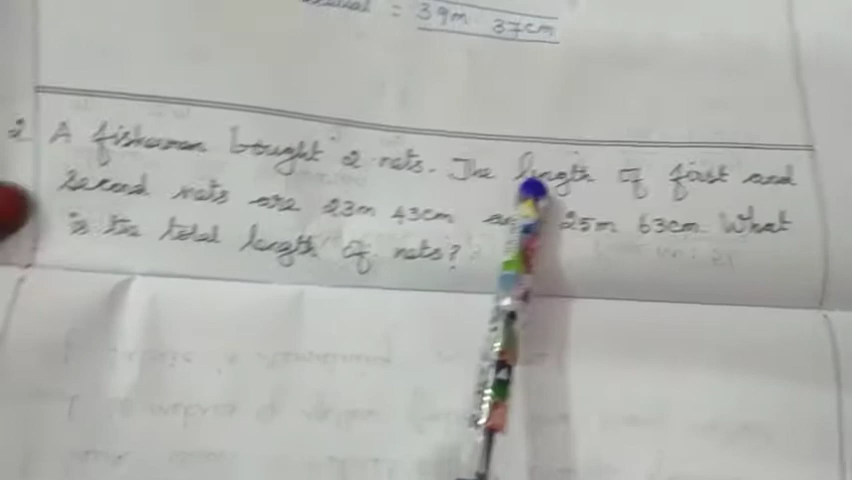 = 39m 37cm
2 A fisherman bought 2 nets. The length of first and
second nets are 23m 43cm and 25m 63cm. What
is the total length of nets?